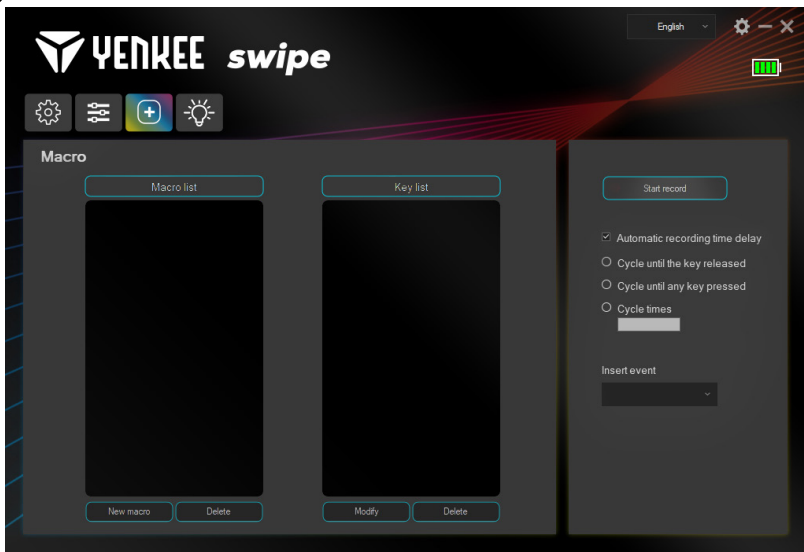 English
YENKEE swipe
Macro
Macro list
Key list
Start record
Automatic recording time delay
Cycle until the key released
Cycle until any key pressed
Cycle times
Insert event
New macro
Delete
Modify
Delete